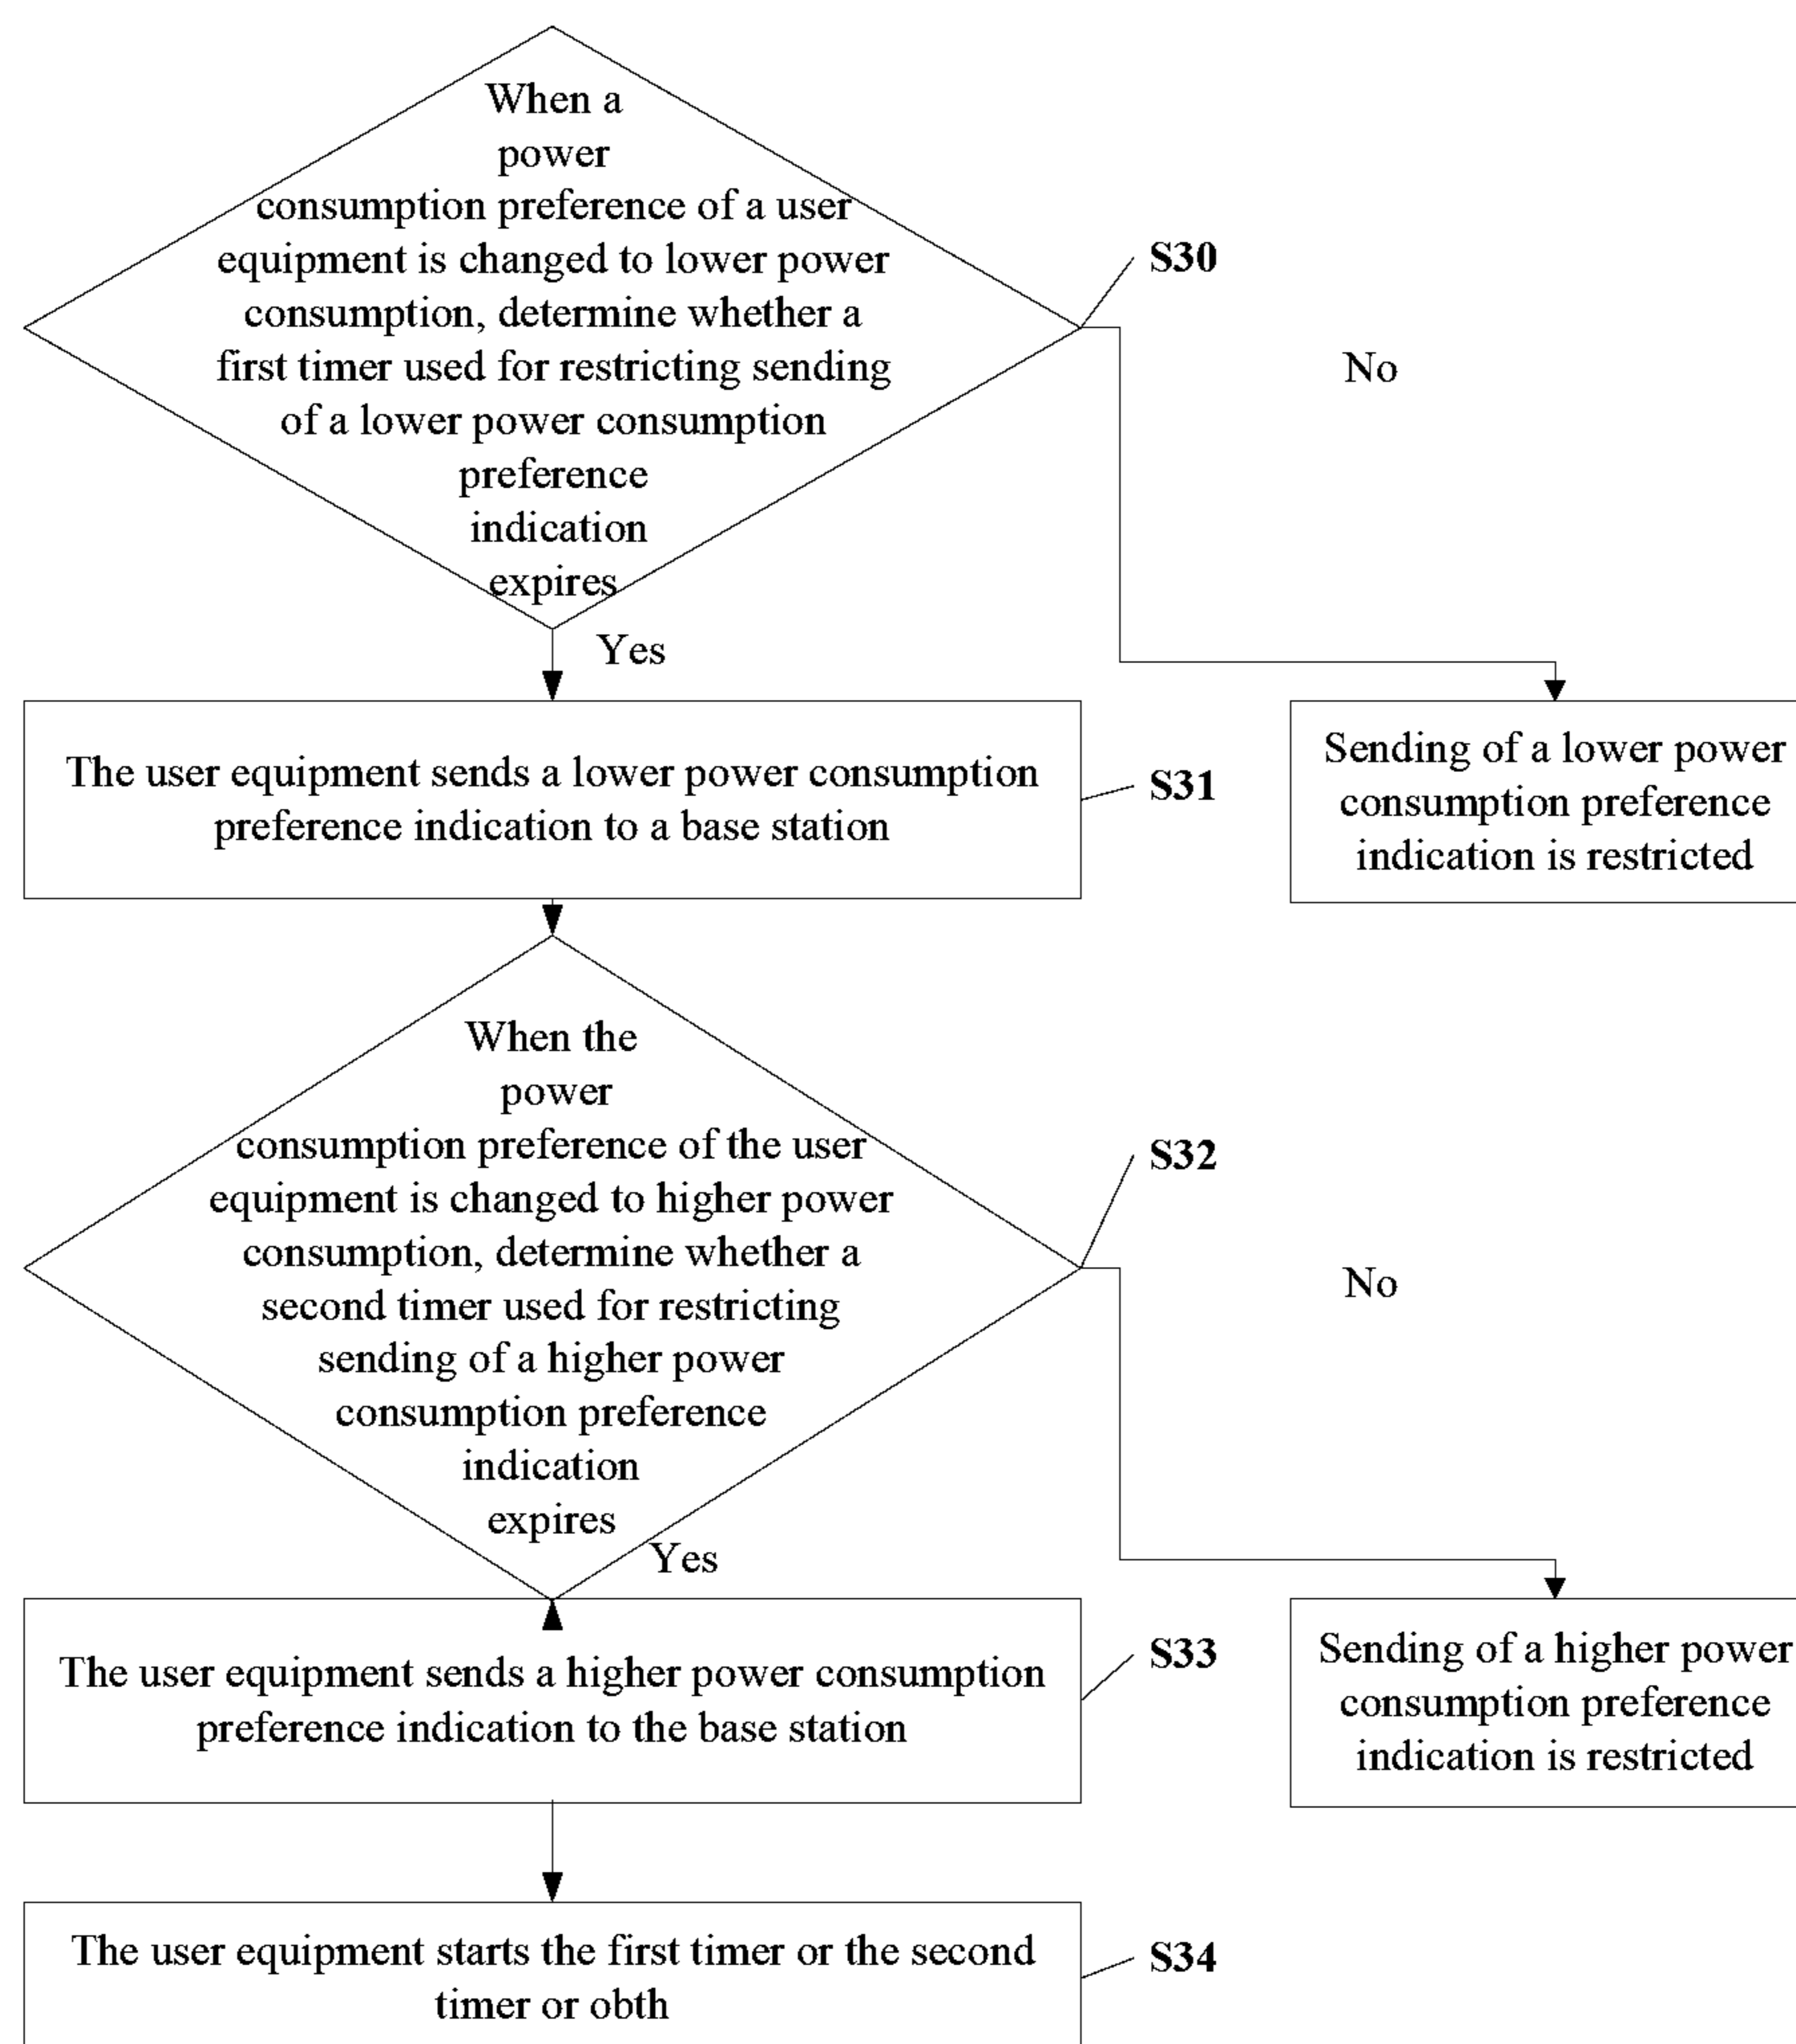 When a
power
consumption preference of a user
equipment is changed to lower power
consumption, determine whether a
first timer used for restricting sending
of a lower power consumption
preference
indication
expires
S30
No
Yes
The user equipment sends a lower power consumption
preference indication to a base station
S31
Sending of a lower power
consumption preference
indication is restricted
When the
power
consumption preference of the user
equipment is changed to higher power
consumption, determine whether a
second timer used for restricting
sending of a higher power
consumption preference
indication
expires
S32
No
Yes
The user equipment sends a higher power consumption
preference indication to the base station
S33
Sending of a higher power
consumption preference
indication is restricted
The user equipment starts the first timer or the second
timer or obth
S34